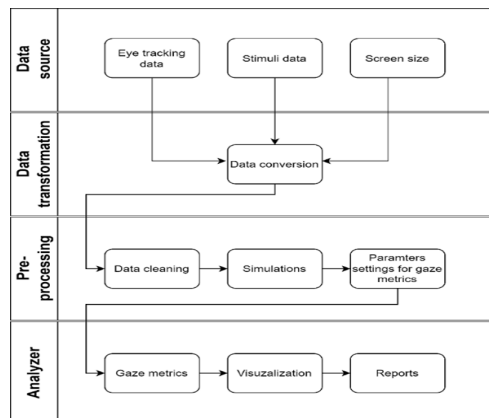 Data
source
Eye tracking
data
Stimuli data
Screen size
Data
transformation
Data conversion
Pre-
processing
Data cleaning
Simulations
Paramters
settings for gaze
metrics
Analyzer
Gaze metrics
Visuzalization
Reports